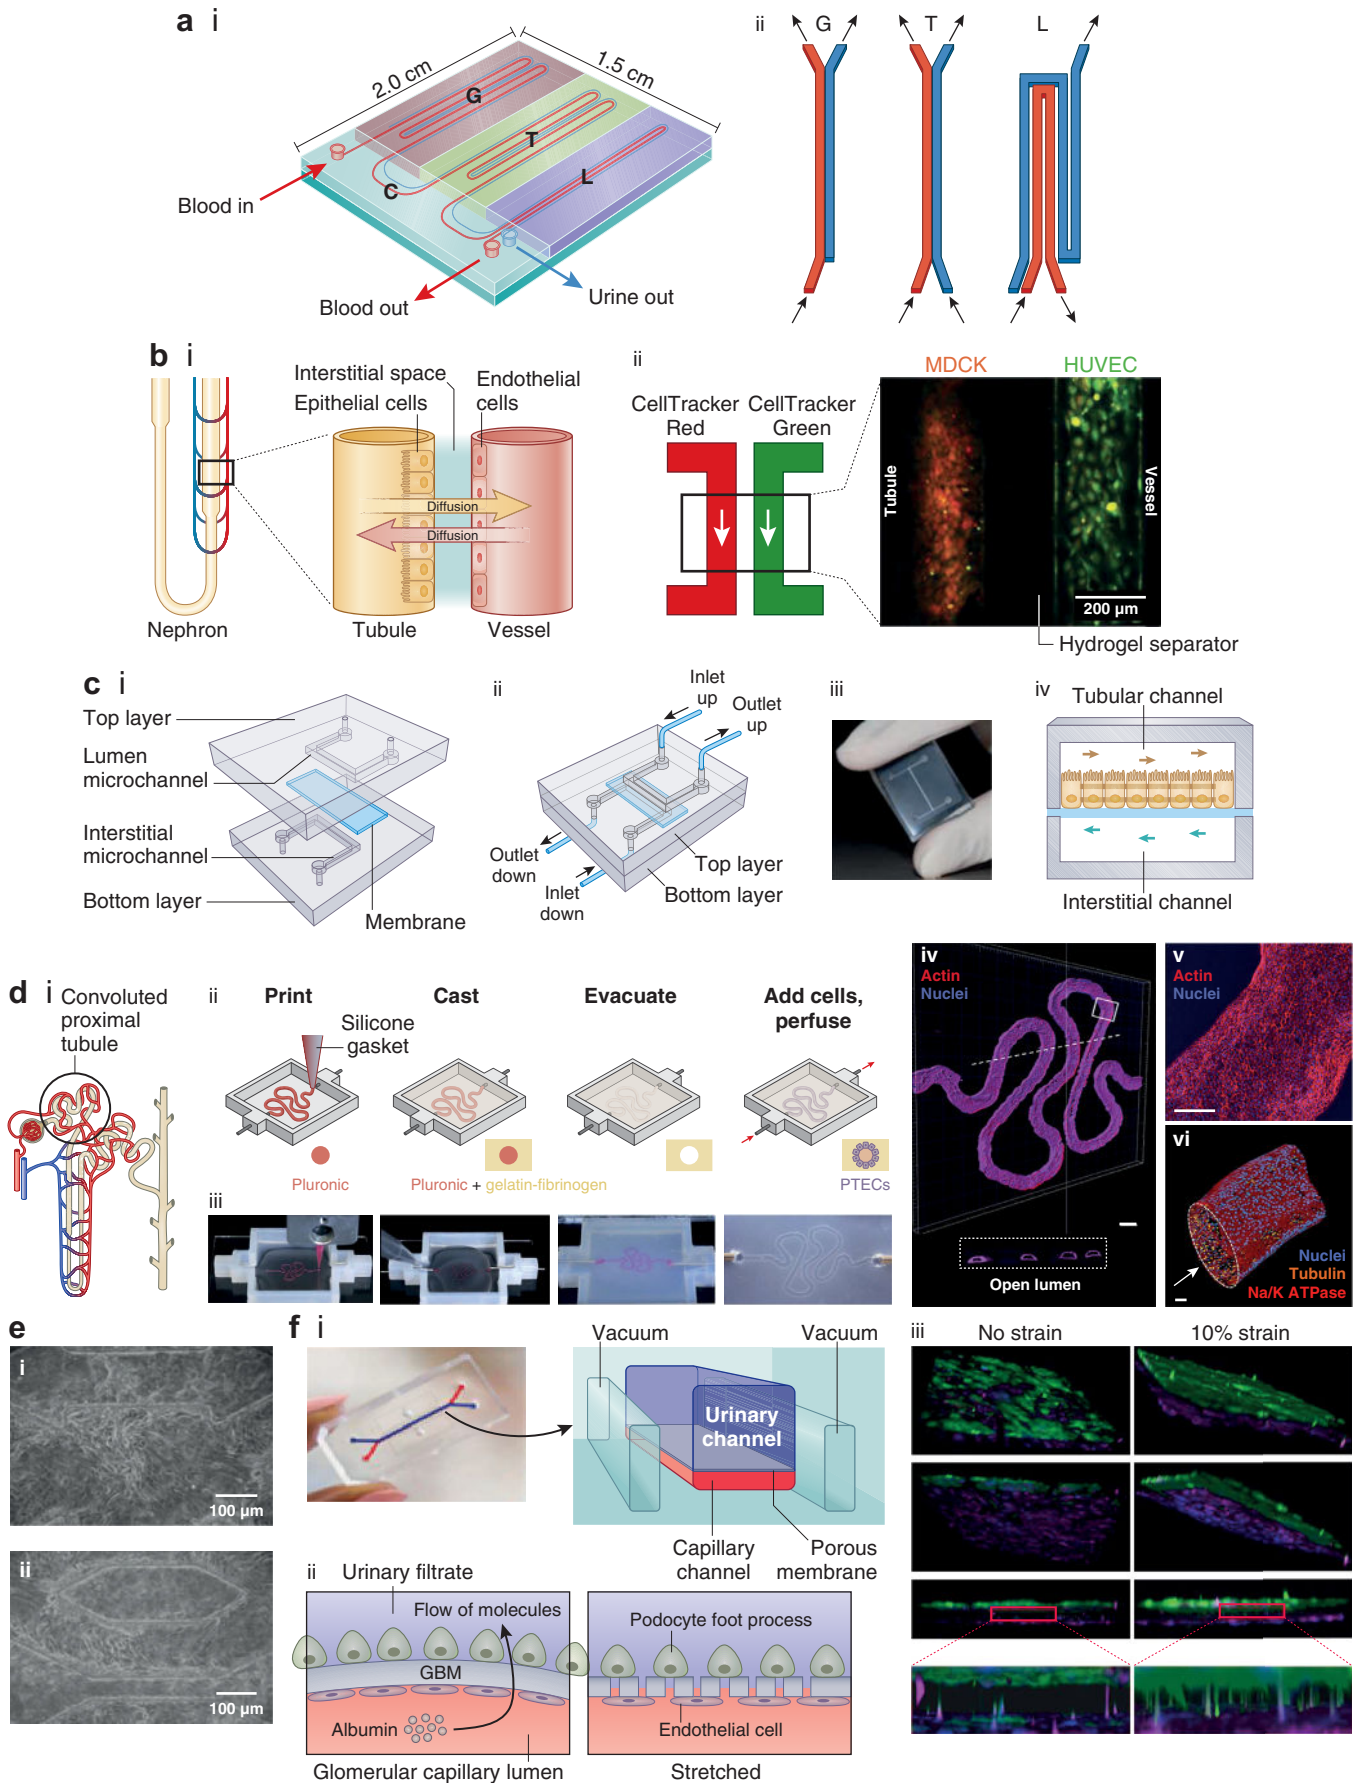 a i
2.0 cm
1.5 cm
G
T
C
L
Blood in
Blood out
Urine out
ii
G
T
L
b i
Nephron
Interstitial space
Epithelial cells
Endothelial
cells
Diffusion
Diffusion
Tubule
Vessel
ii
CellTracker
Red
CellTracker
Green
MDCK
HUVEC
Tubule
Vessel
200 µm
Hydrogel separator
c i
Top layer
Lumen
microchannel
Interstitial
microchannel
Bottom layer
Membrane
ii
Inlet
up
Outlet
up
Outlet
down
Inlet
down
Top layer
Bottom layer
iii
iv
Tubular channel
Interstitial channel
d i
Convoluted
proximal
tubule
ii
Print
Cast
Evacuate
Add cells,
perfuse
Silicone
gasket
Pluronic
Pluronic + gelatin-fibrinogen
PTECs
iii
iv
Actin
Nuclei
Open lumen
v
Actin
Nuclei
vi
Nuclei
Tubulin
Na/K ATPase
e
i
100 µm
ii
100 µm
f i
Vacuum
Vacuum
Urinary
channel
Capillary
channel
Porous
membrane
ii
Urinary filtrate
Flow of molecules
GBM
Albumin
Glomerular capillary lumen
Podocyte foot process
Endothelial cell
Stretched
iii
No strain
10% strain